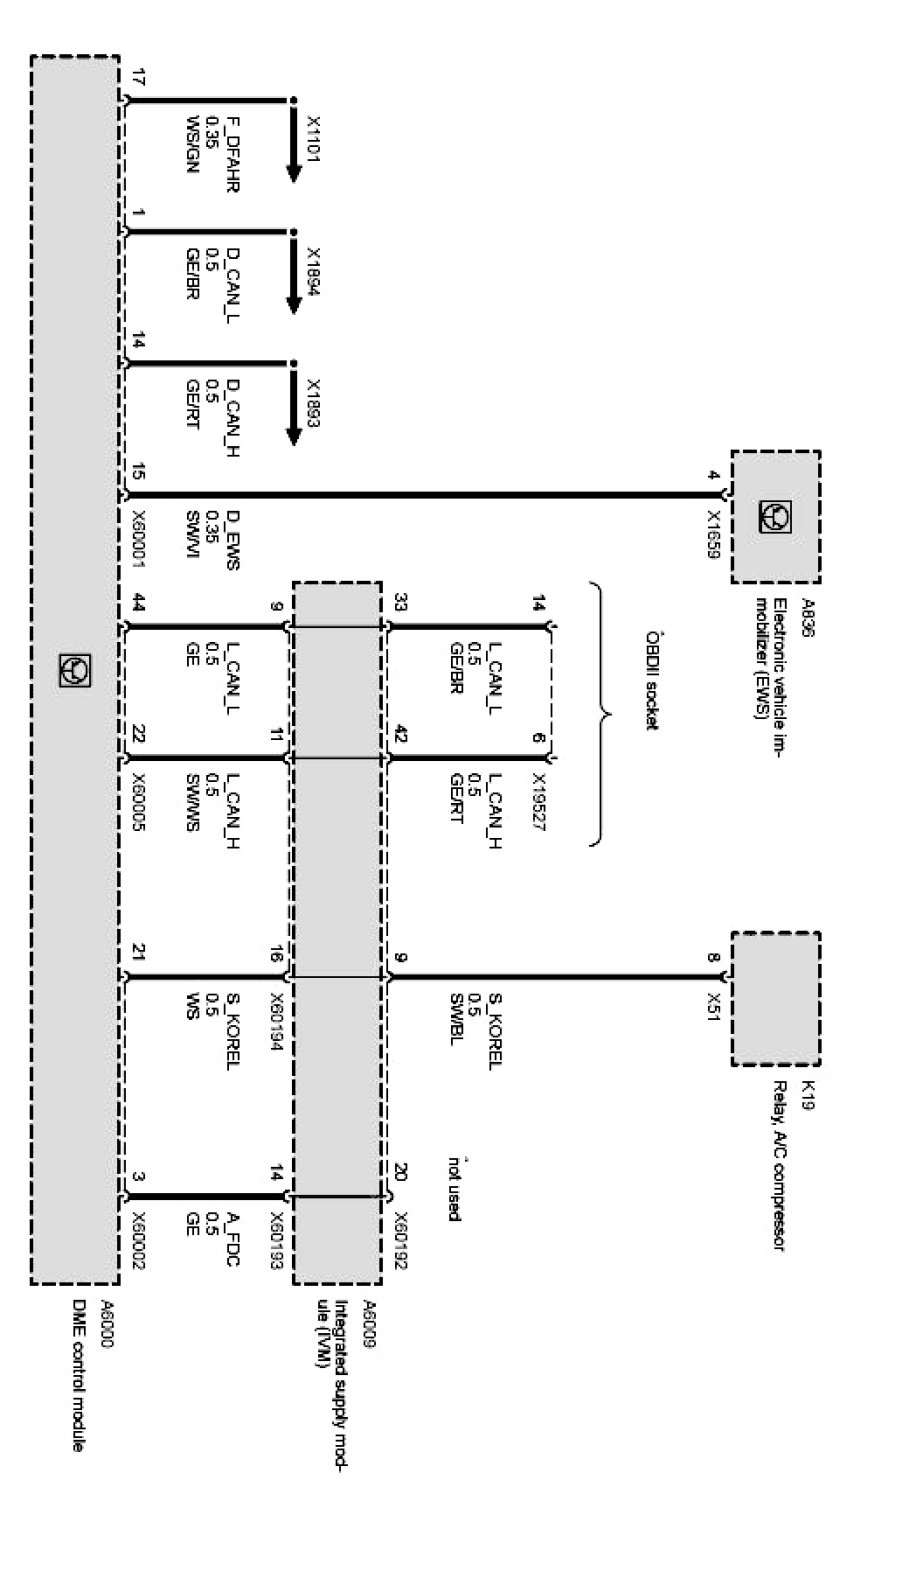 A836
Electronic vehicle im-
mobilizer (EWS)
K19
Relay, A/C compressor
4
X1659
8
X51
OBDII socket
14
6
X19527
X1101
X1894
X1893
L_CAN_L
0.5
GE/BR
L_CAN_H
0.5
GE/RT
S_KOREL
0.5
SW/BL
not used
33
42
9
20
X60192
A6009
Integrated supply mod-
ule (IVM)
9
11
16
X60194
14
X60193
F_DFAHR
0.35
WS/GN
D_CAN_L
0.5
GE/BR
D_CAN_H
0.5
GE/RT
D_EWS
0.35
SW/VI
L_CAN_L
0.5
GE
L_CAN_H
0.5
SW/WS
S_KOREL
0.5
WS
A_FDC
0.5
GE
17
1
14
15
X60001
44
22
X60005
21
3
X60002
A6000
DME control module